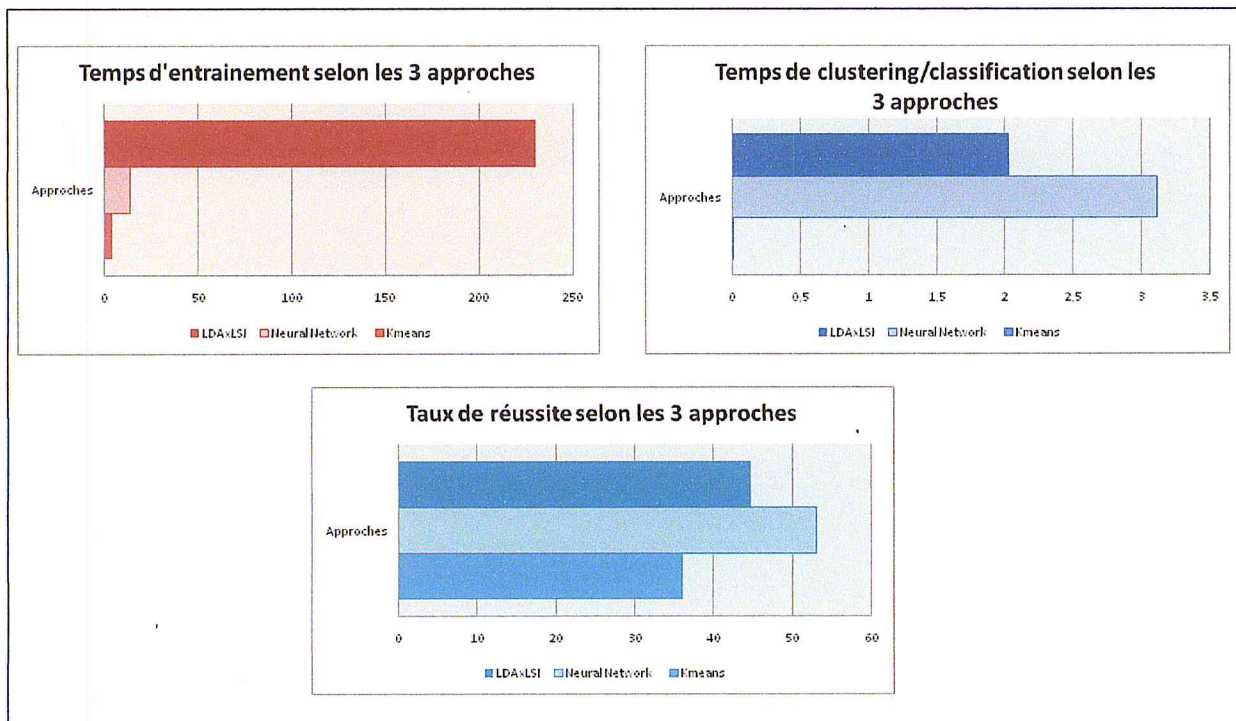 Temps d'entrainement selon les 3 approches
Approches
0 50 100 150 200 250
LDAxLSI Neural Network Kmeans
Temps de clustering/classification selon les
3 approches
Approches
0 0,5 1 1,5 2 2,5 3 3,5
LDAxLSI Neural Network Kmeans
Taux de réussite selon les 3 approches
Approches
0 10 20 30 40 50 60
LDAxLSI Neural Network Kmeans